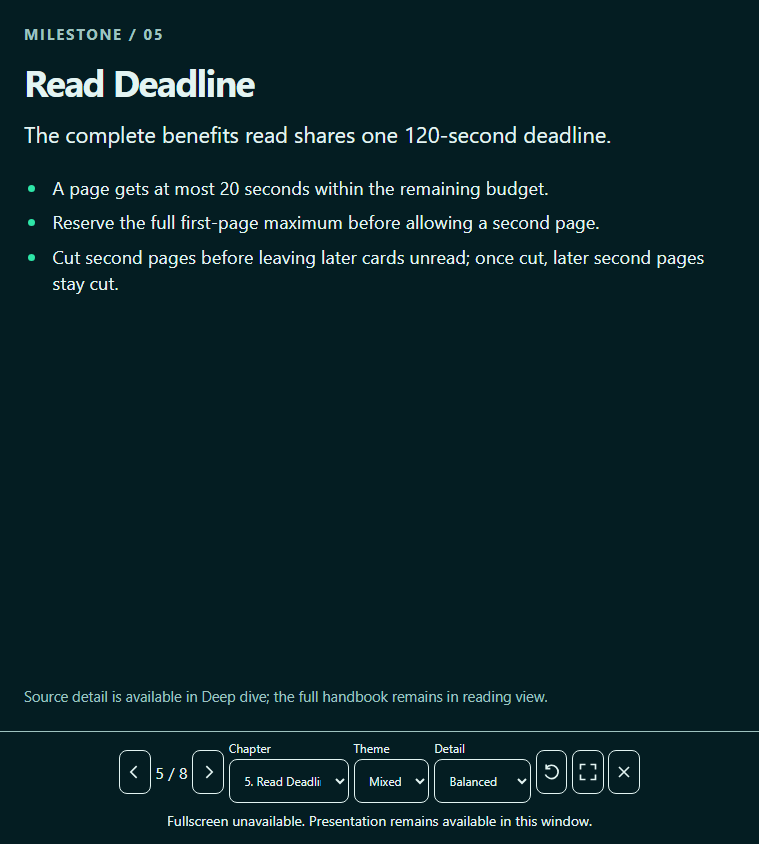 MILESTONE / 05
Read Deadline
The complete benefits read shares one 120-second deadline.
A page gets at most 20 seconds within the remaining budget.
Reserve the full first-page maximum before allowing a second page.
Cut second pages before leaving later cards unread; once cut, later second pages
stay cut.
Source detail is available in Deep dive; the full handbook remains in reading view.
Chapter
Theme
Detail
5 / 8
5. Read Deadli
Mixed
Balanced
Fullscreen unavailable. Presentation remains available in this window.